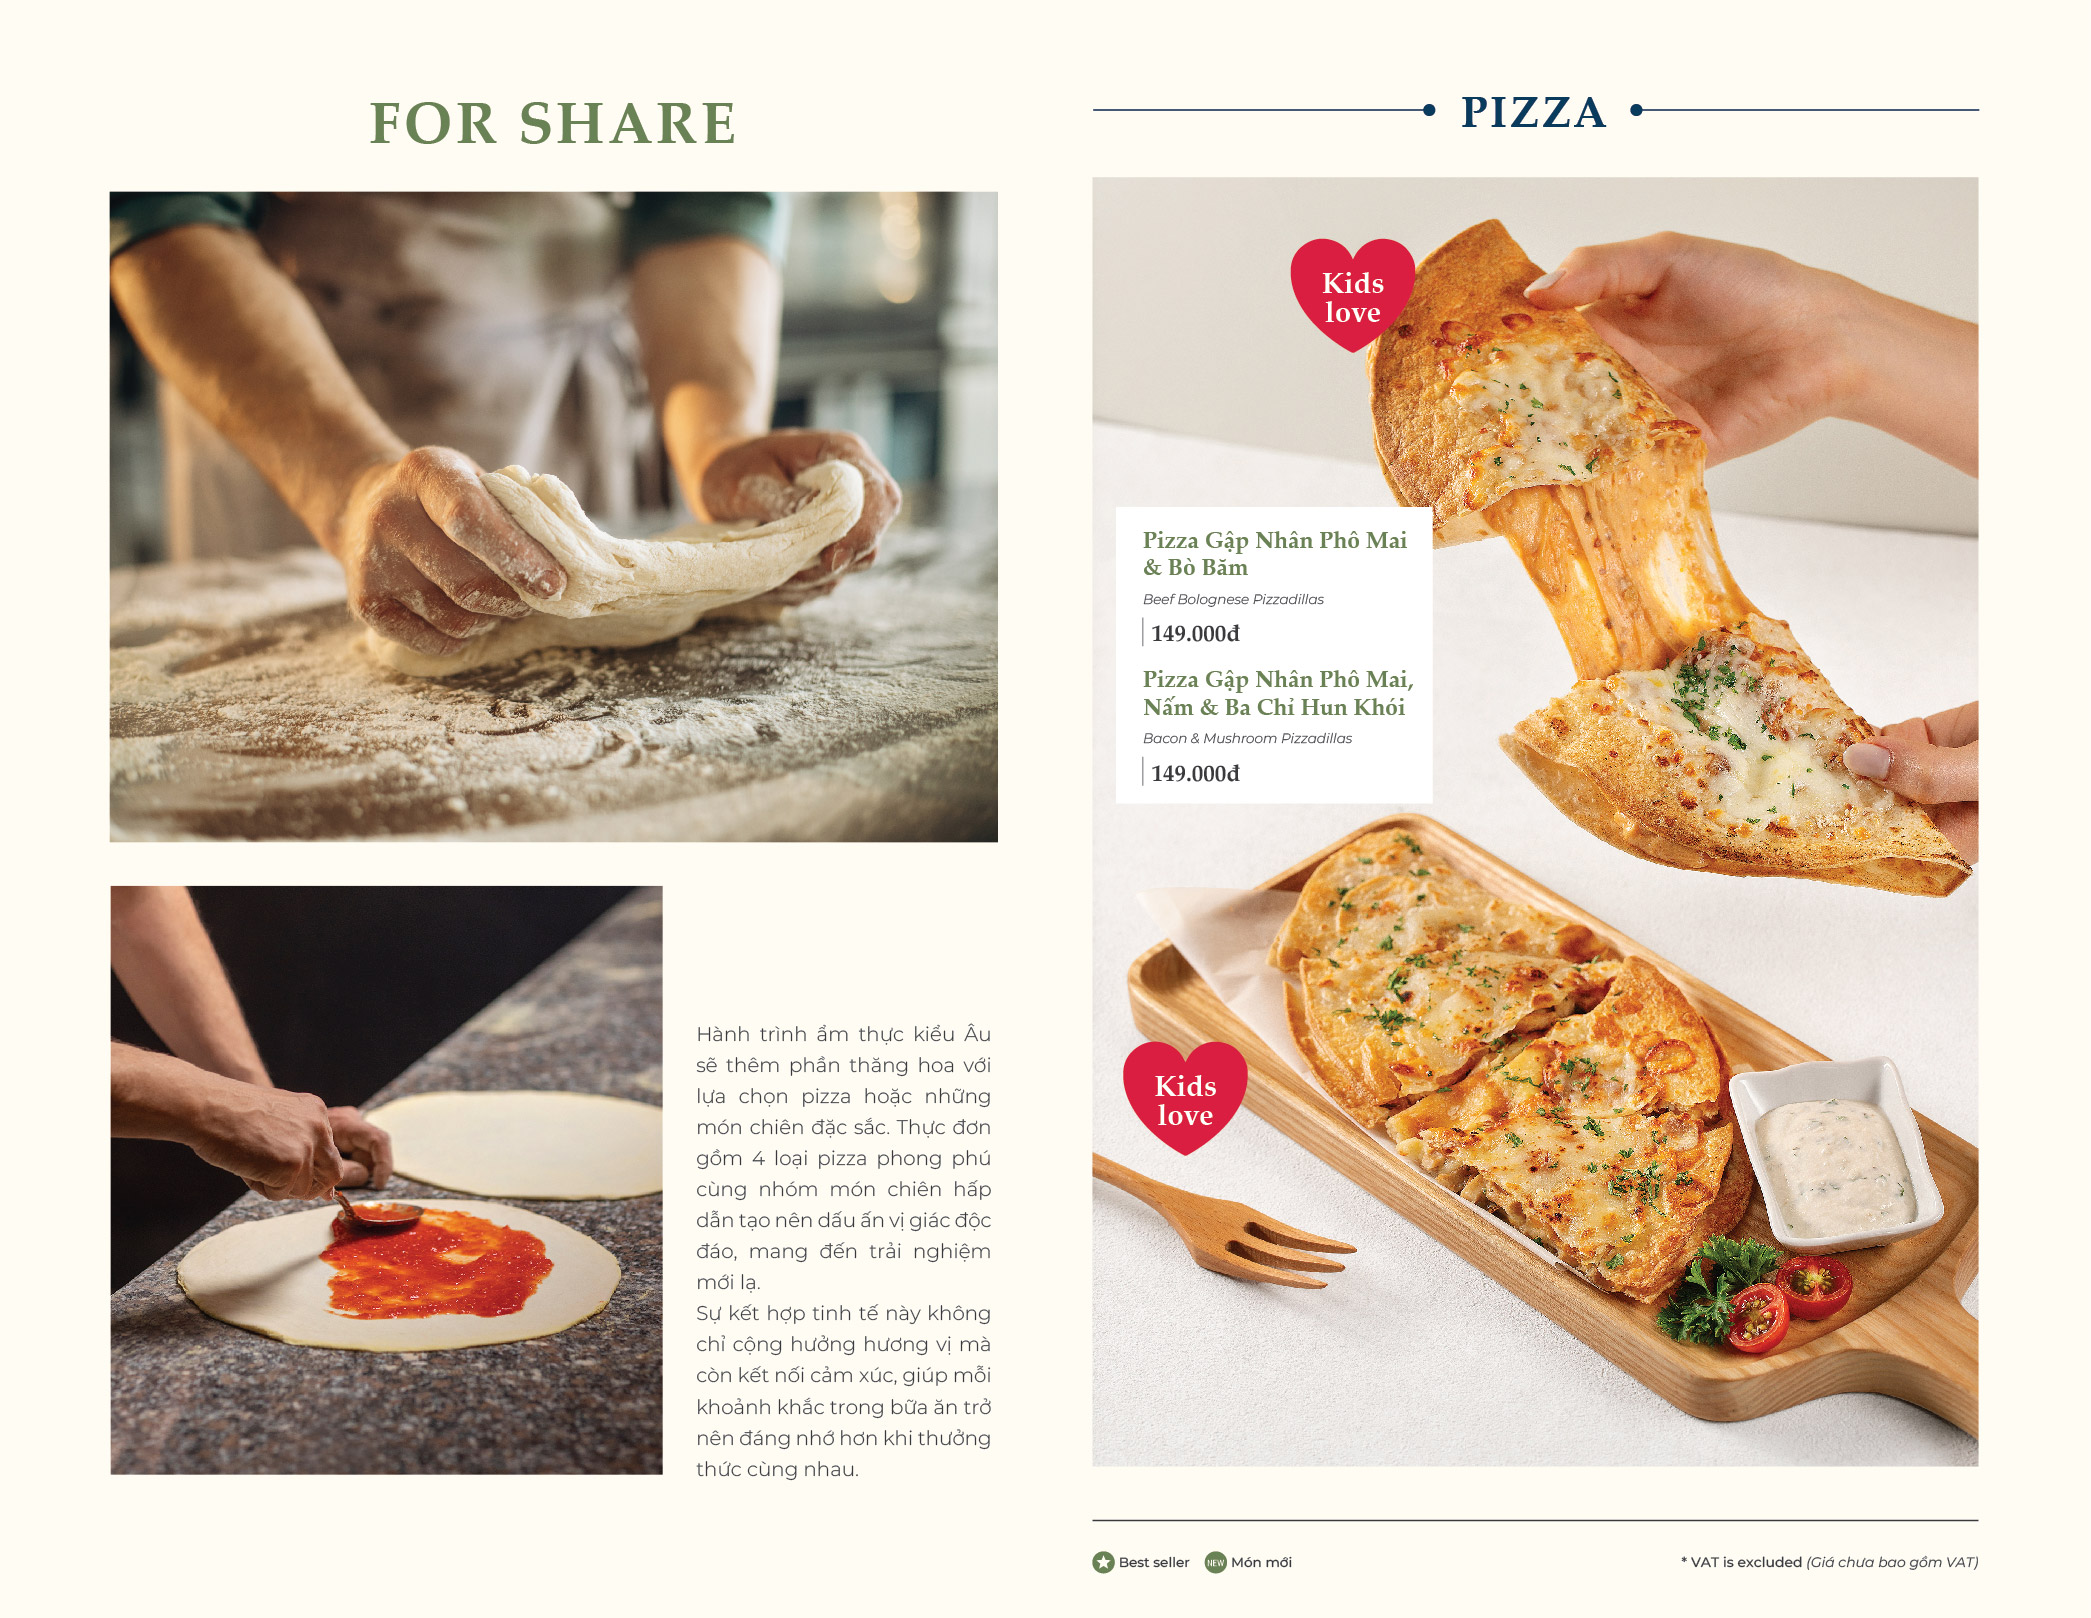 FOR SHARE
Hành trình ẩm thực kiểu Âu
sẽ thêm phần thăng hoa với
lựa chọn pizza hoặc những
món chiên đặc sắc. Thực đơn
gồm 4 loại pizza phong phú
cùng nhóm món chiên hấp
dẫn tạo nên dấu ấn vị giác độc
đáo, mang đến trải nghiệm
mới lạ.
Sự kết hợp tinh tế này không
chỉ cộng hưởng hương vị mà
còn kết nối cảm xúc, giúp mỗi
khoảnh khắc trong bữa ăn trở
nên đáng nhớ hơn khi thưởng
thức cùng nhau.
PIZZA
Kids
love
Pizza Gập Nhân Phô Mai
& Bò Băm
Beef Bolognese Pizzadillas
149.000đ
Pizza Gập Nhân Phô Mai,
Nấm & Ba Chỉ Hun Khói
Bacon & Mushroom Pizzadillas
149.000đ
Kids
love
Best seller NEW Món mới
* VAT is excluded (Giá chưa bao gồm VAT)